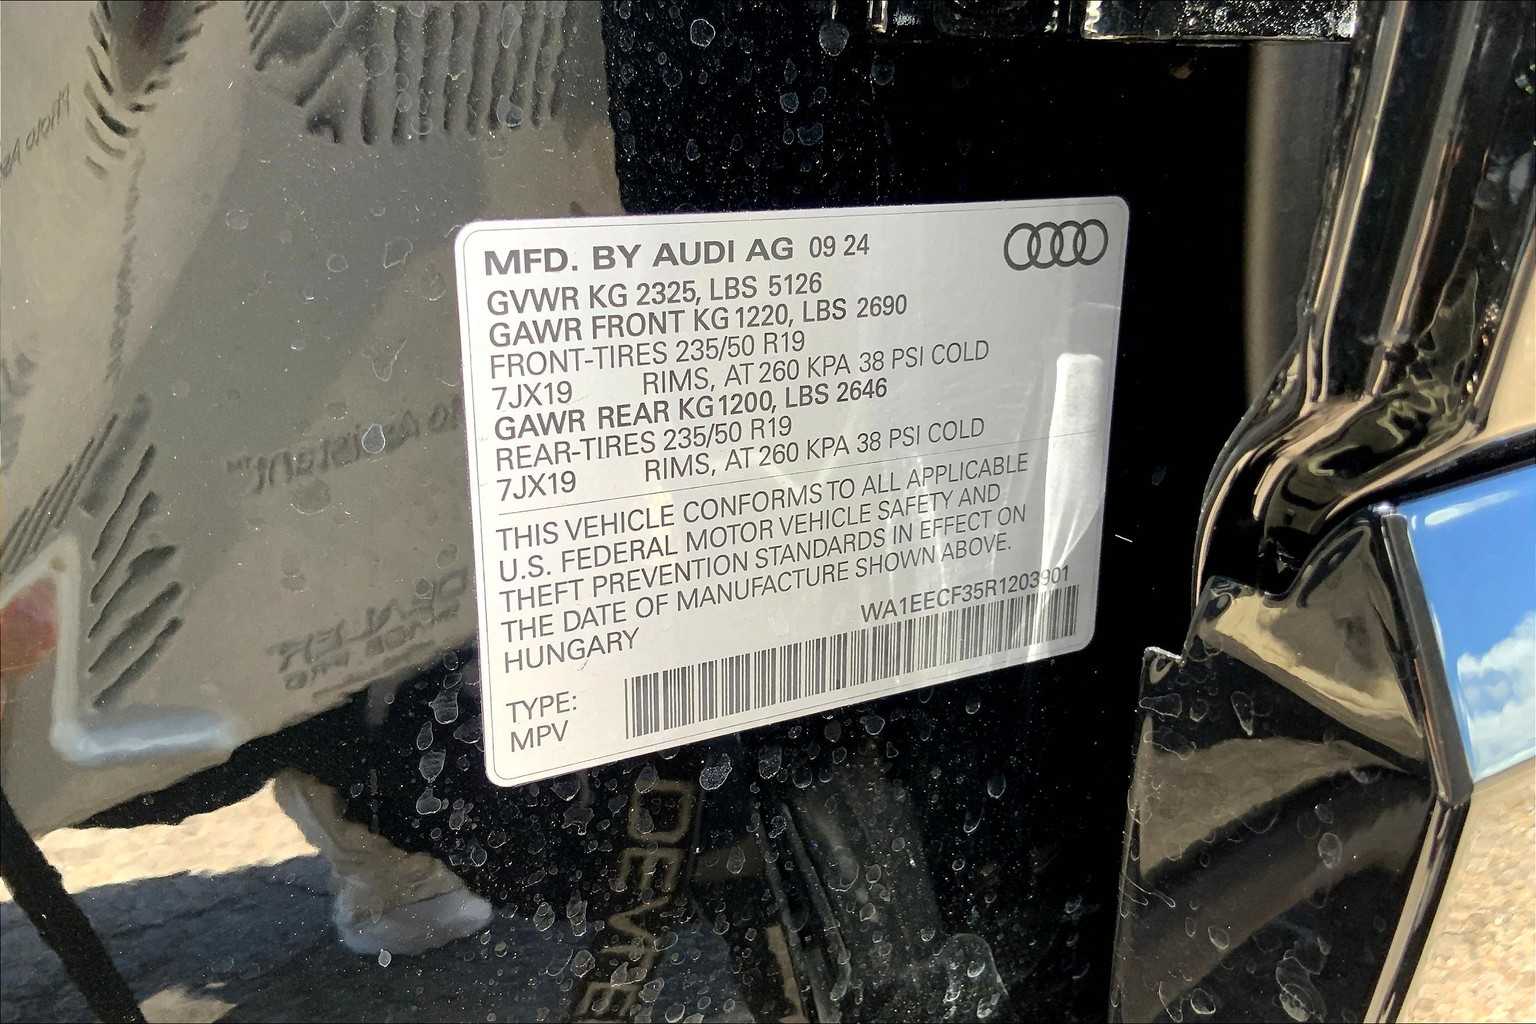 MFD. BY AUDI AG 09 24
GVWR KG 2325, LBS 5126
GAWR FRONT KG 1220, LBS 2690
FRONT-TIRES 235/50 R19
7JX19 RIMS, AT 260 KPA 38 PSI COLD
GAWR REAR KG 1200, LBS 2646
REAR-TIRES 235/50 R19
7JX19 RIMS, AT 260 KPA 38 PSI COLD
THIS VEHICLE CONFORMS TO ALL APPLICABLE
U.S. FEDERAL MOTOR VEHICLE SAFETY AND
THEFT PREVENTION STANDARDS IN EFFECT ON
THE DATE OF MANUFACTURE SHOWN ABOVE.
HUNGARY
WA1EECF35R1203901
TYPE:
MPV